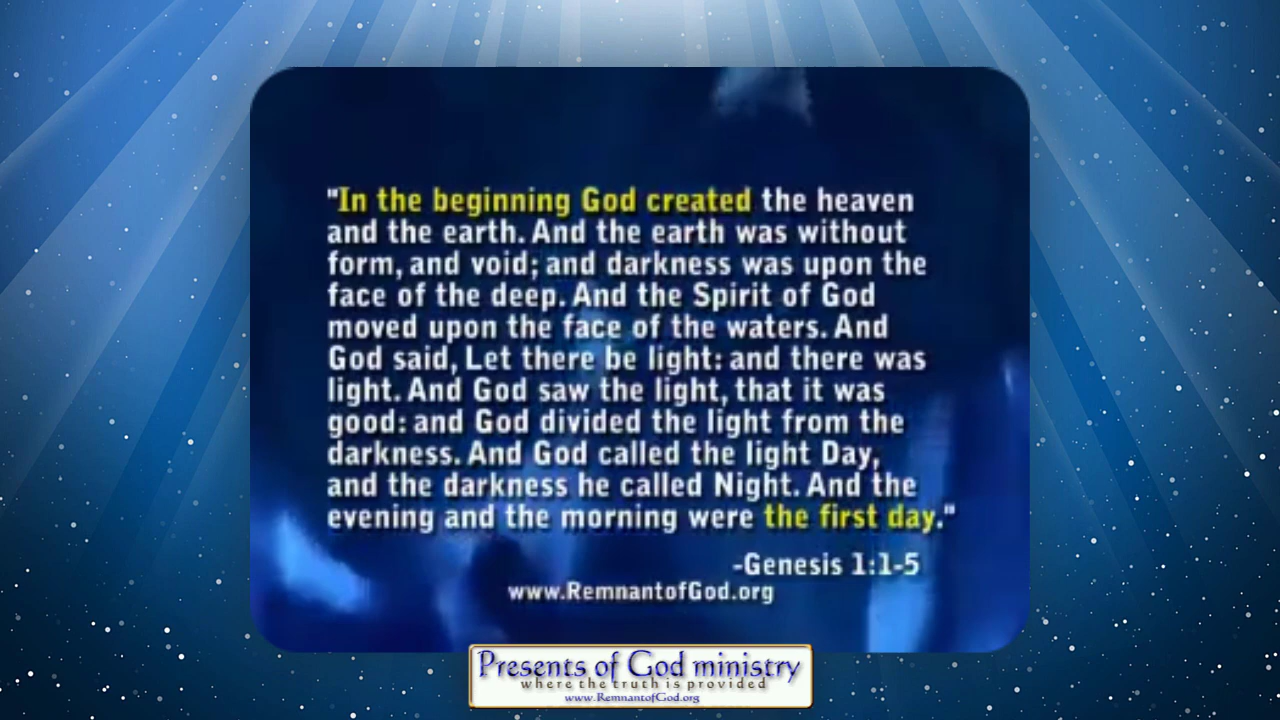 "In the beginning God created the heaven
and the earth. And the earth was without
form, and void; and darkness was upon the
face of the deep. And the Spirit of God
moved upon the face of the waters. And
God said, Let there be light: and there was
light. And God saw the light, that it was
good: and God divided the light from the
darkness. And God called the light Day,
and the darkness he called Night. And the
evening and the morning were the first day."
-Genesis 1:1-5
www.RemnantofGod.org
Presents of God ministry
where the truth is provided
www.RemnantofGod.org